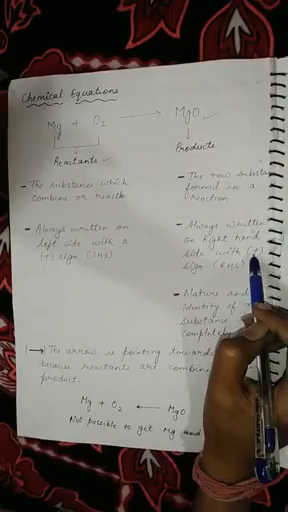 Chemical Equations
Mg + O2 → MgO
Reactants
Products
- The substances which
combine or reacts
- Always written on
left side with a
(+) sign. (LHS)
- The new substan
formed in a
reaction
- Always written
on Right hand
side with (+)
sign (RHS)
- Nature and
identity of
substance
completely
(→) The arrow is pointing towards
because reactants are combine
product.
Mg + O2 ← MgO
Not possible to get Mg and